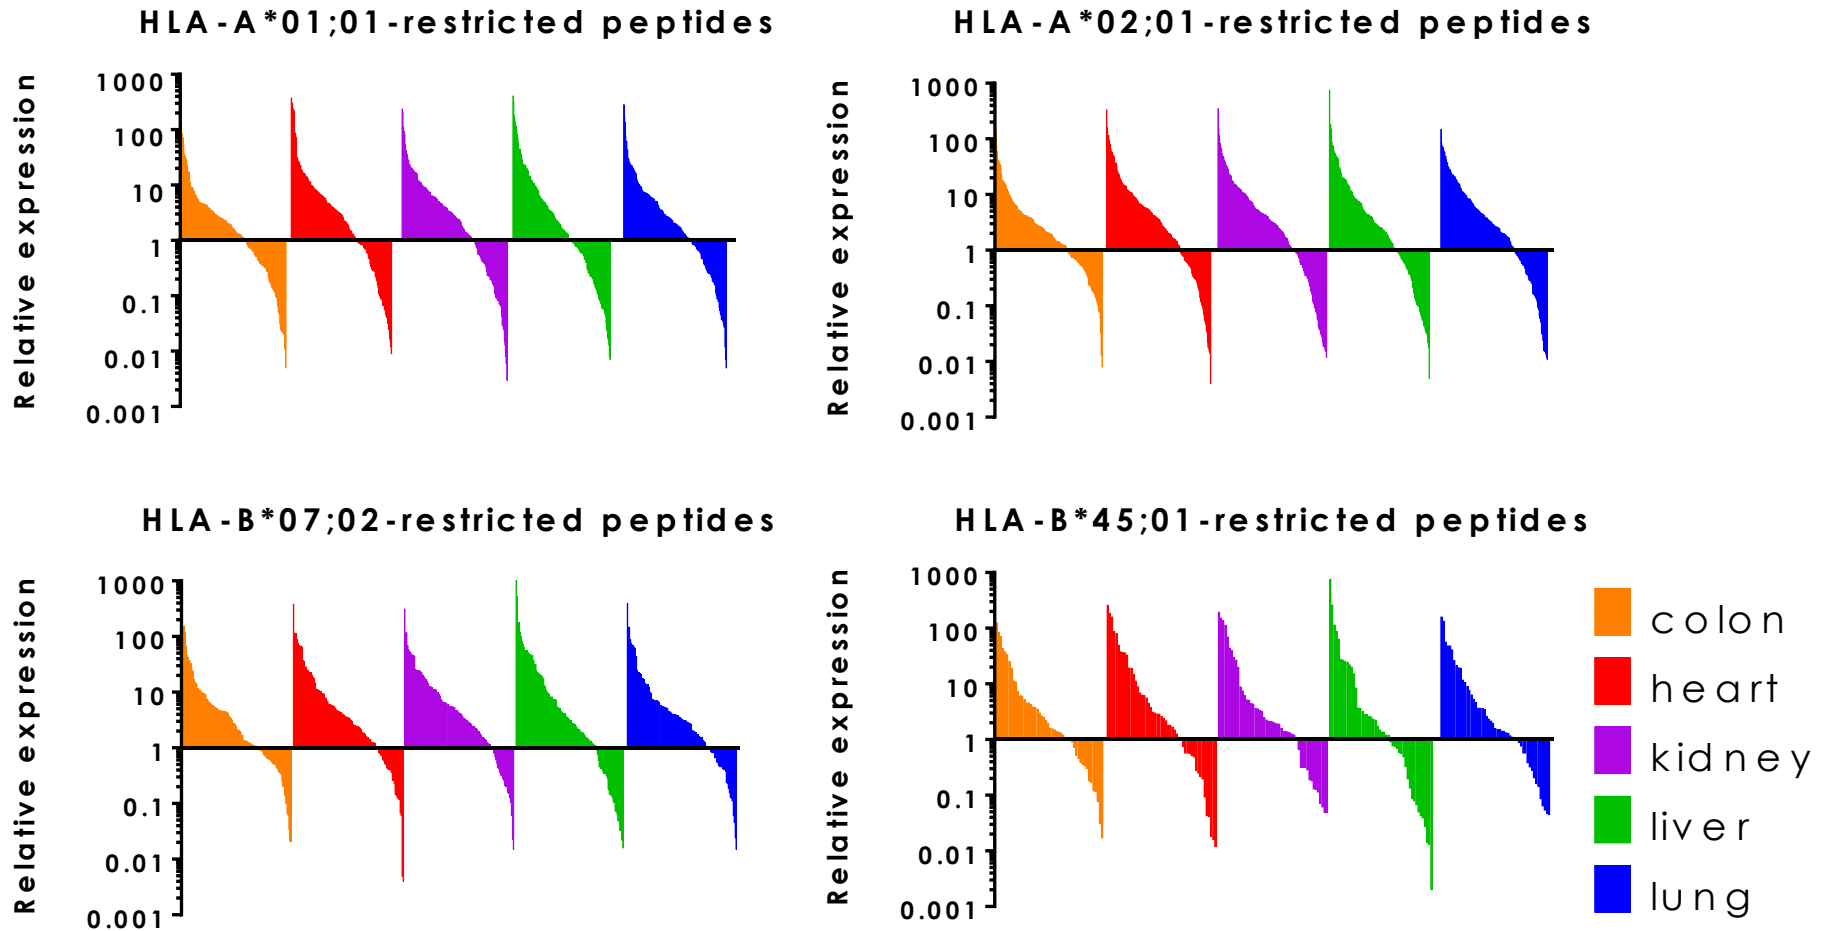 HLA-A*01;01-restricted peptides
Relative expression
1000
100
10
1
0.1
0.01
0.001
HLA-A*02;01-restricted peptides
Relative expression
1000
100
10
1
0.1
0.01
0.001
HLA-B*07;02-restricted peptides
Relative expression
1000
100
10
1
0.1
0.01
0.001
HLA-B*45;01-restricted peptides
Relative expression
1000
100
10
1
0.1
0.01
0.001
colon
heart
kidney
liver
lung